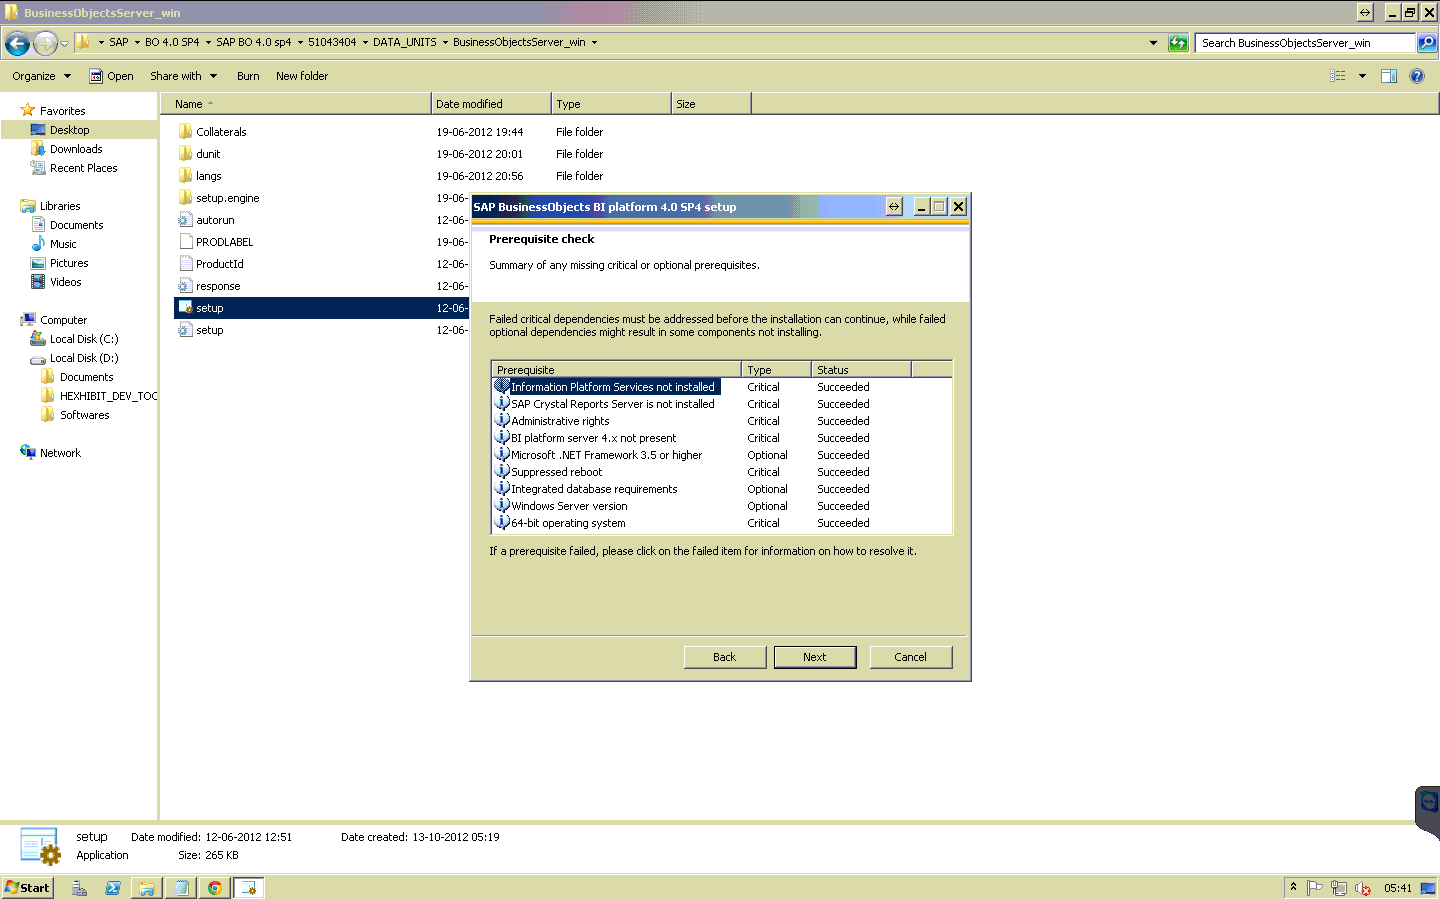 BusinessObjectsServer_win
SAP BO 4.0 SP4 SAP BO 4.0 sp4 51043404 DATA_UNITS BusinessObjectsServer_win
Search BusinessObjectsServer_win
Organize Open Share with Burn New folder
Name Date modified Type Size
Favorites
Desktop
Downloads
Recent Places
Libraries
Documents
Music
Pictures
Videos
Computer
Local Disk (C:)
Local Disk (D:)
Documents
HEXHIBIT_DEV_TOC
Softwares
Network
Collaterals 19-06-2012 19:44 File folder
dunit 19-06-2012 20:01 File folder
langs 19-06-2012 20:56 File folder
setup.engine 19-06-
autorun 12-06-
PRODLABEL 19-06-
ProductId 12-06-
response 12-06-
setup 12-06-
setup 12-06-
SAP BusinessObjects BI platform 4.0 SP4 setup
Prerequisite check
Summary of any missing critical or optional prerequisites.
Failed critical dependencies must be addressed before the installation can continue, while failed
optional dependencies might result in some components not installing.
Prerequisite Type Status
Information Platform Services not installed Critical Succeeded
SAP Crystal Reports Server is not installed Critical Succeeded
Administrative rights Critical Succeeded
BI platform server 4.x not present Critical Succeeded
Microsoft .NET Framework 3.5 or higher Optional Succeeded
Suppressed reboot Critical Succeeded
Integrated database requirements Optional Succeeded
Windows Server version Optional Succeeded
64-bit operating system Critical Succeeded
If a prerequisite failed, please click on the failed item for information on how to resolve it.
Back Next Cancel
setup Date modified: 12-06-2012 12:51 Date created: 13-10-2012 05:19
Application Size: 265 KB
Start 05:41